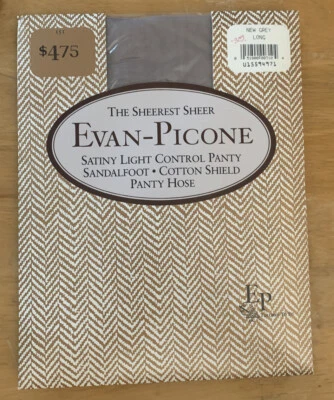 $475
NEW GREY
LONG
U15594971
THE SHEEREST SHEER
EVAN-PICONE
SATINY LIGHT CONTROL PANTY
SANDALFOOT • COTTON SHIELD
PANTY HOSE
EP